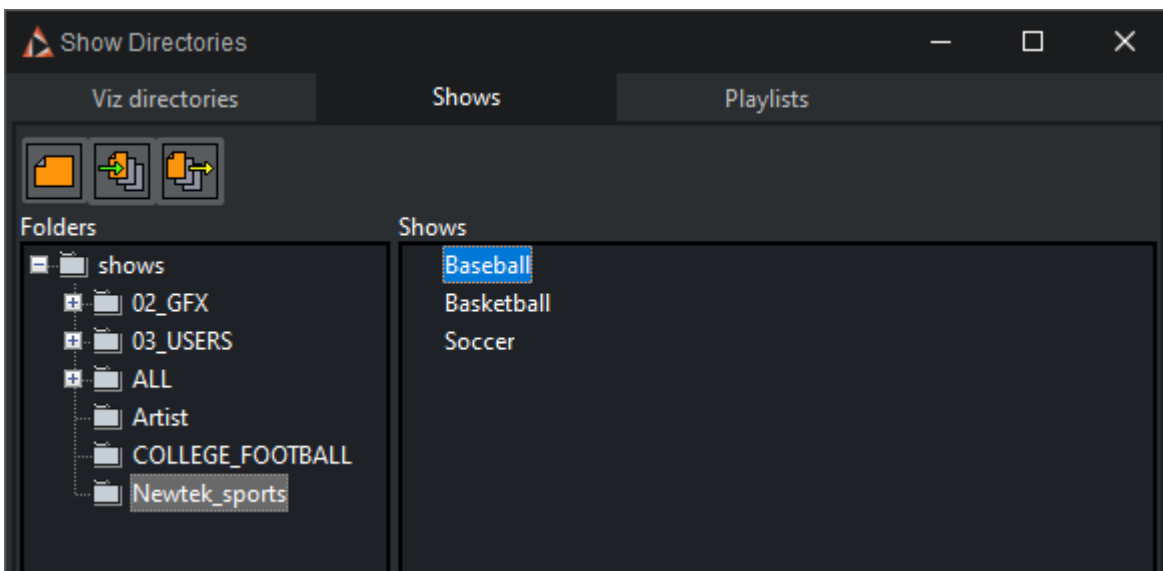 Show Directories
Viz directories
Shows
Playlists
Folders
shows
02_GFX
03_USERS
ALL
Artist
COLLEGE_FOOTBALL
Newtek_sports
Shows
Baseball
Basketball
Soccer